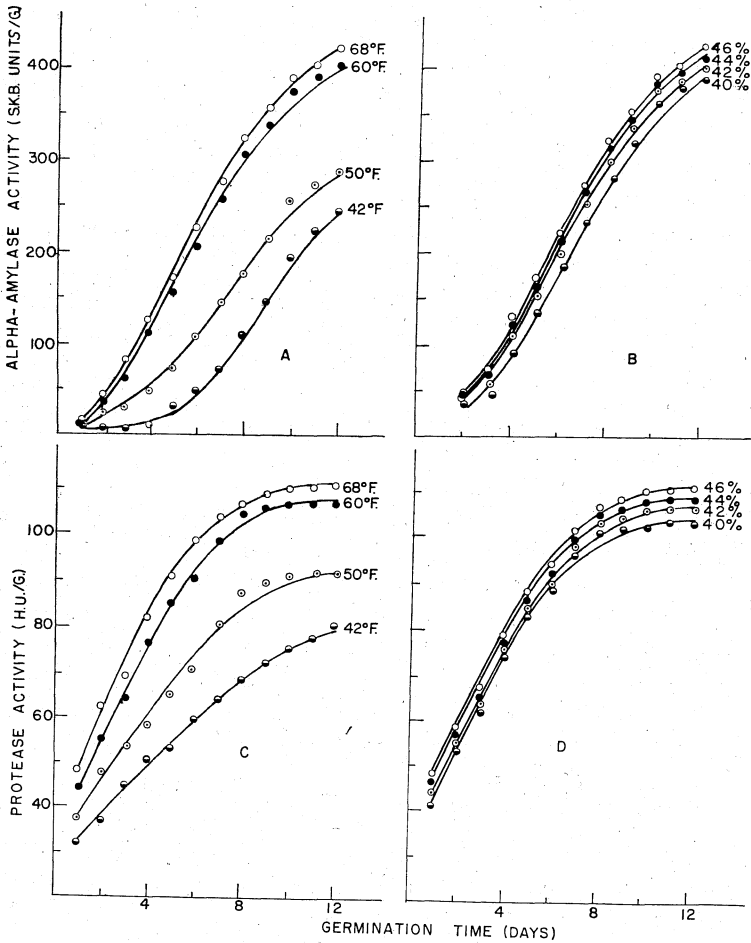 ALPHA-AMYLASE ACTIVITY (S.K.B. UNITS/G.)
400
300
200
100
68°F.
60°F.
50°F.
42°F
A
46%
44%
42%
40%
B
PROTEASE ACTIVITY (H.U./G.)
100
80
60
40
68°F.
60°F.
50°F.
42°F.
C
46%
44%
42%
40%
D
4
8
12
4
8
12
GERMINATION TIME (DAYS)